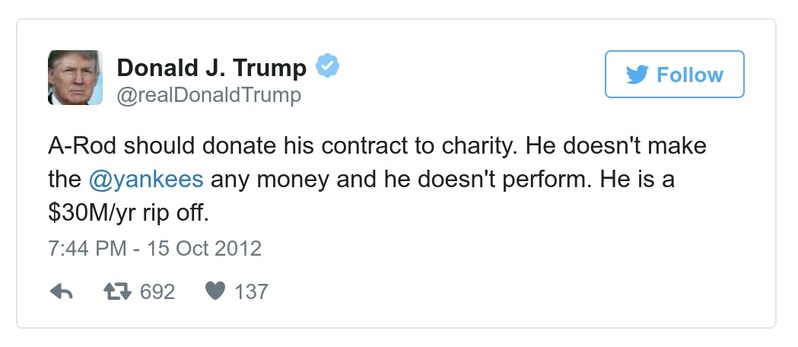 Donald J. Trump
@realDonaldTrump
Follow
A-Rod should donate his contract to charity. He doesn't make
the @yankees any money and he doesn't perform. He is a
$30M/yr rip off.
7:44 PM - 15 Oct 2012
692 137